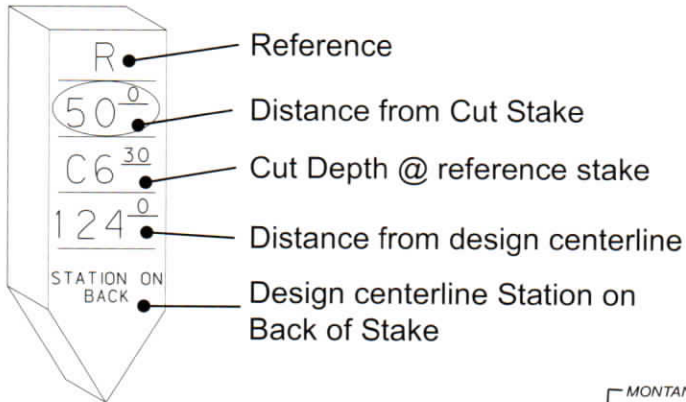 R
Reference
50 0
Distance from Cut Stake
C6 30
Cut Depth @ reference stake
124 0
Distance from design centerline
STATION ON
BACK
Design centerline Station on
Back of Stake
MONTAN